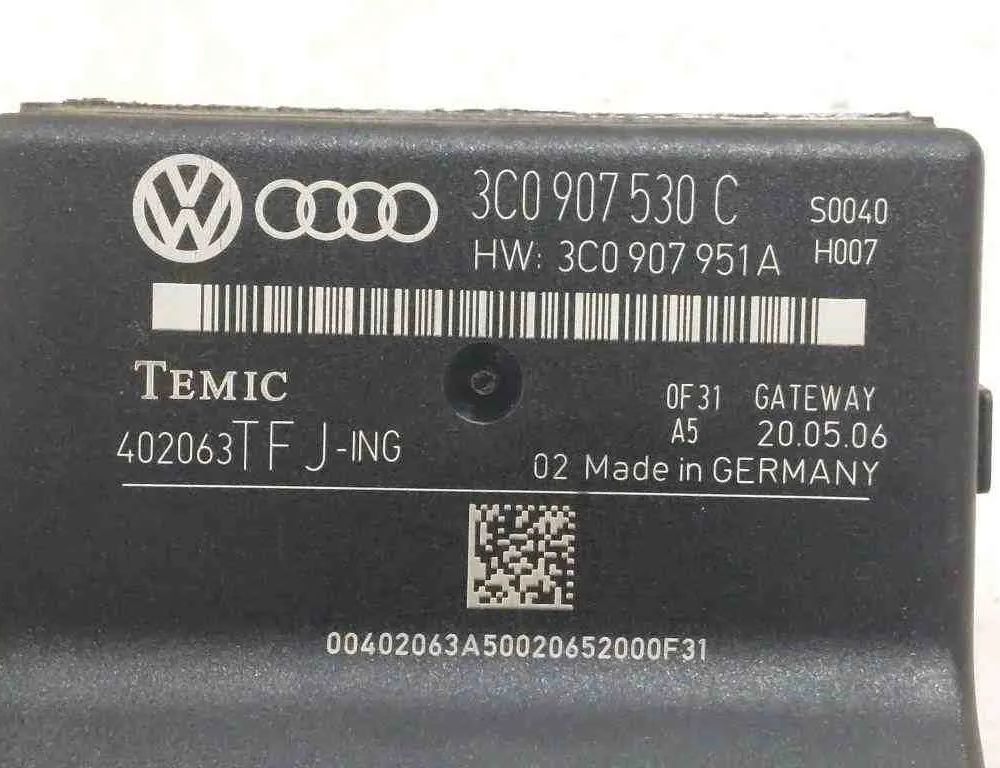 3C0 907 530 C S0040
HW: 3C0 907 951 A H007
TEMIC 0F31 GATEWAY
402063TF J-ING A5 20.05.06
02 Made in GERMANY
00402063A50020652000F31